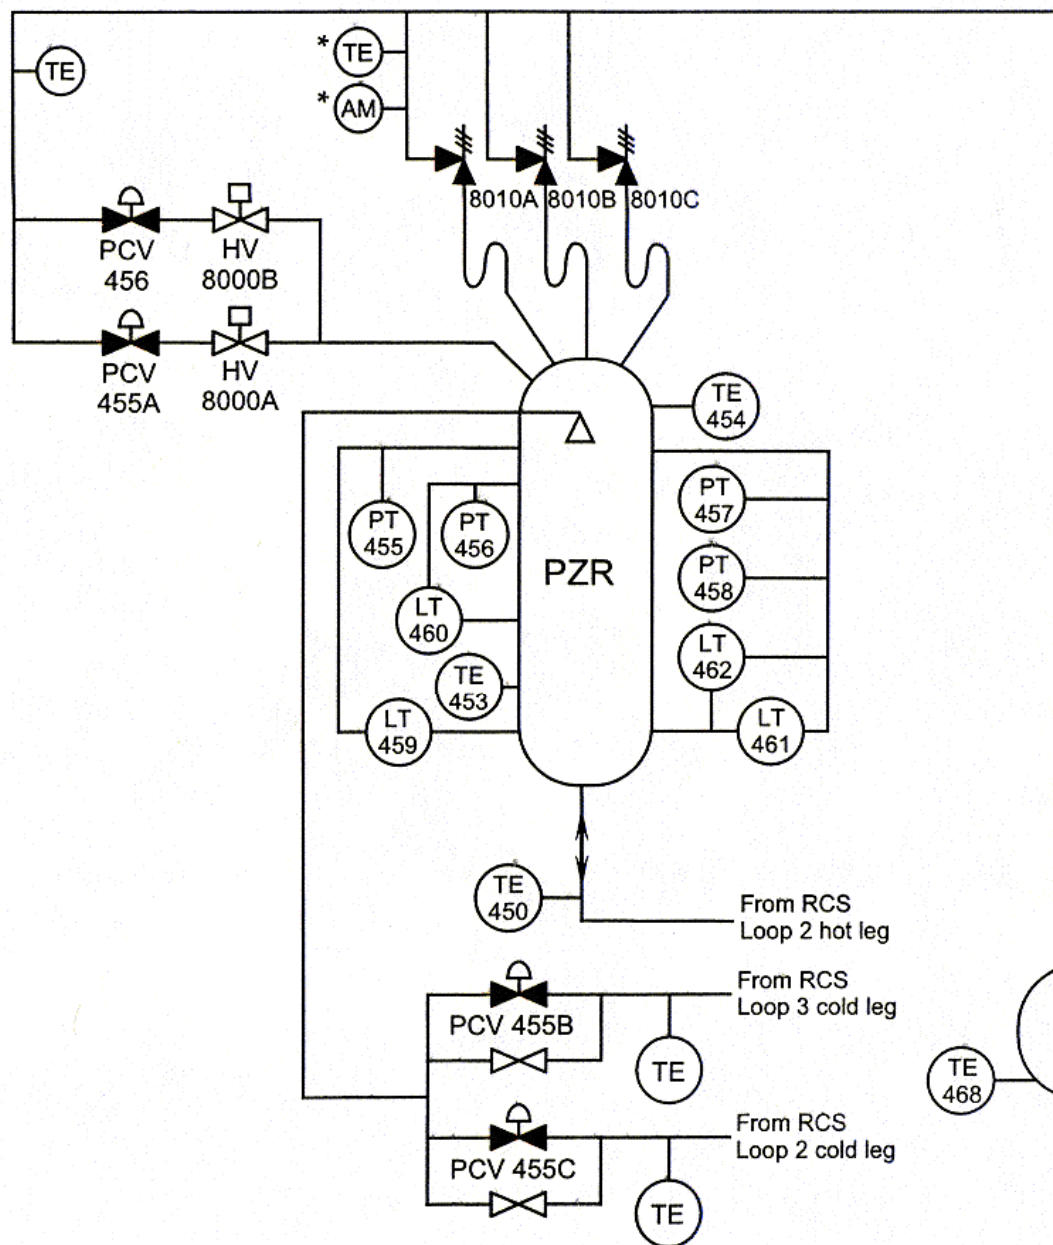 TE
* TE
* AM
8010A
8010B
8010C
PCV
456
HV
8000B
PCV
455A
HV
8000A
TE
454
PT
455
PT
456
PT
457
PZR
PT
458
LT
460
LT
462
TE
453
LT
459
LT
461
TE
450
From RCS
Loop 2 hot leg
From RCS
Loop 3 cold leg
PCV 455B
TE
TE
468
From RCS
Loop 2 cold leg
PCV 455C
TE